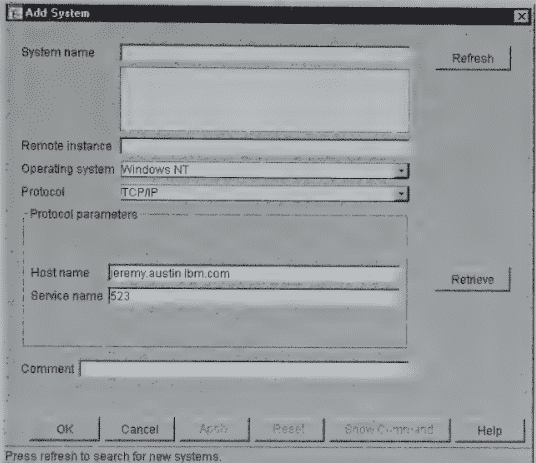 Add System
System name
Refresh
Remote instance
Operating system Windows NT
Protocol TCP/IP
Protocol parameters
Host name jeremy.austin.ibm.com
Service name 523
Retrieve
Comment
OK Cancel Apply Reset Show Command Help
Press refresh to search for new systems.